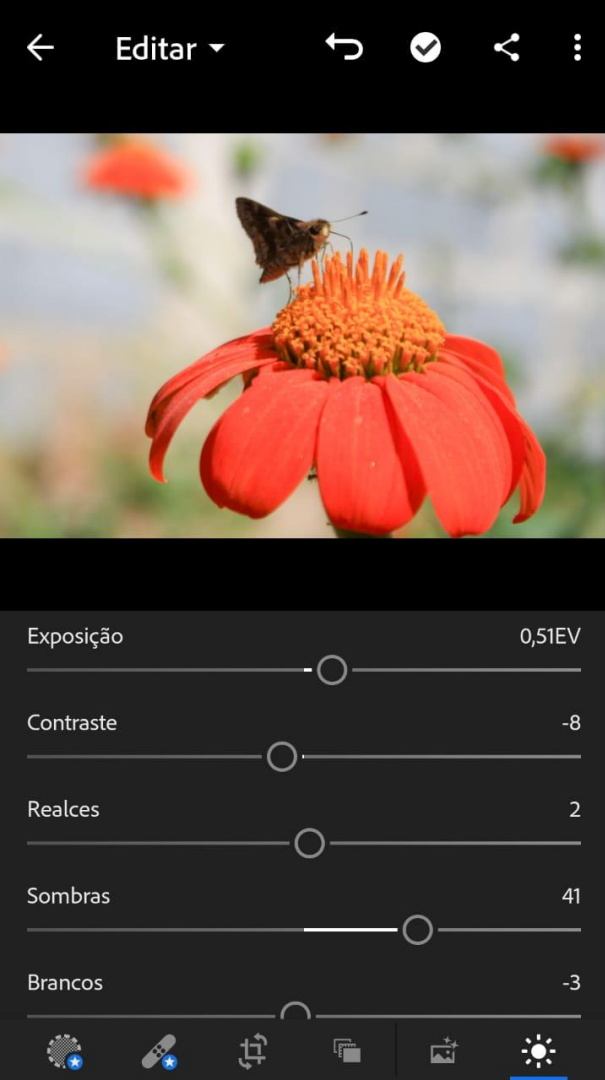 Editar
Exposição 0,51EV
Contraste -8
Realces 2
Sombras 41
Brancos -3